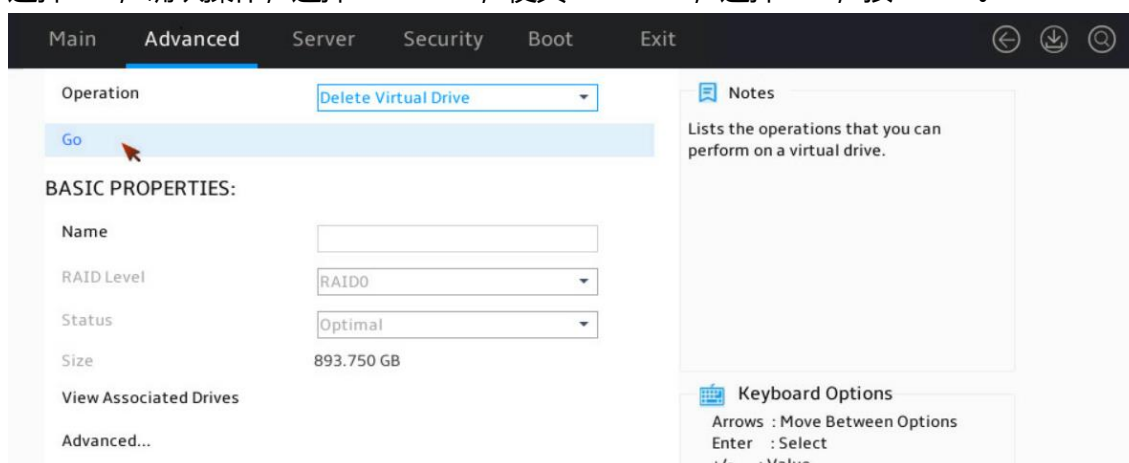 Main Advanced Server Security Boot Exit
Operation Delete Virtual Drive
Go
BASIC PROPERTIES:
Name
RAID Level RAID0
Status Optimal
Size 893.750 GB
View Associated Drives
Advanced...
Notes
Lists the operations that you can
perform on a virtual drive.
Keyboard Options
Arrows : Move Between Options
Enter : Select